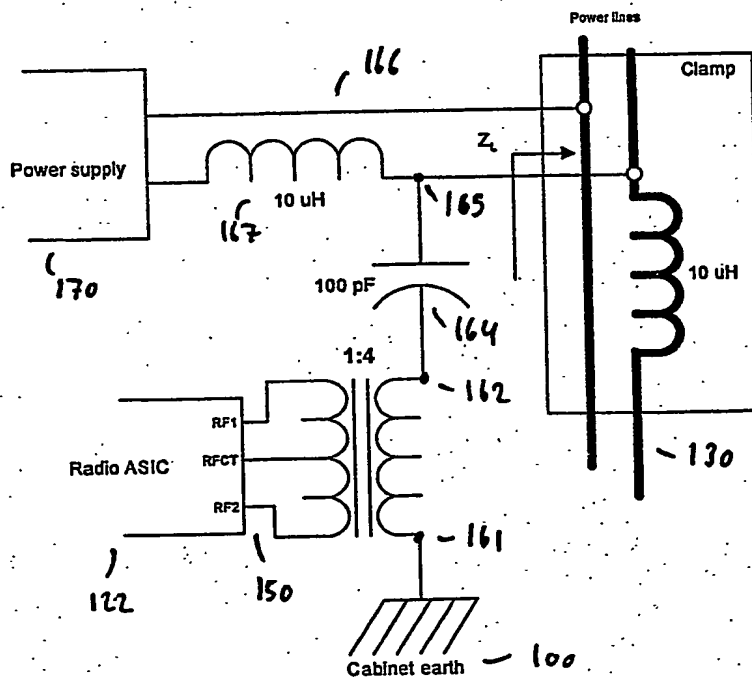 Power lines
166
Clamp
Power supply
Z_L
10 uH
165
167
10 uH
170
100 pF
164
1:4
162
RF1
Radio ASIC
RFCT
130
RF2
161
122
150
Cabinet earth
100